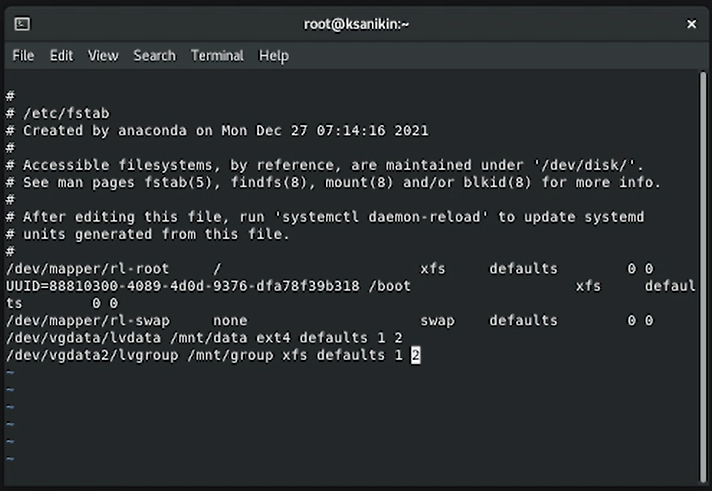 root@ksanikin:~
File Edit View Search Terminal Help
#
# /etc/fstab
# Created by anaconda on Mon Dec 27 07:14:16 2021
#
# Accessible filesystems, by reference, are maintained under '/dev/disk/'.
# See man pages fstab(5), findfs(8), mount(8) and/or blkid(8) for more info.
#
# After editing this file, run 'systemctl daemon-reload' to update systemd
# units generated from this file.
#
/dev/mapper/rl-root     /                       xfs     defaults        0 0
UUID=88810300-4089-4d0d-9376-dfa78f39b318 /boot                   xfs     defaul
ts        0 0
/dev/mapper/rl-swap     none                    swap    defaults        0 0
/dev/vgdata/lvdata /mnt/data ext4 defaults 1 2
/dev/vgdata2/lvgroup /mnt/group xfs defaults 1 2
~
~
~
~
~
~